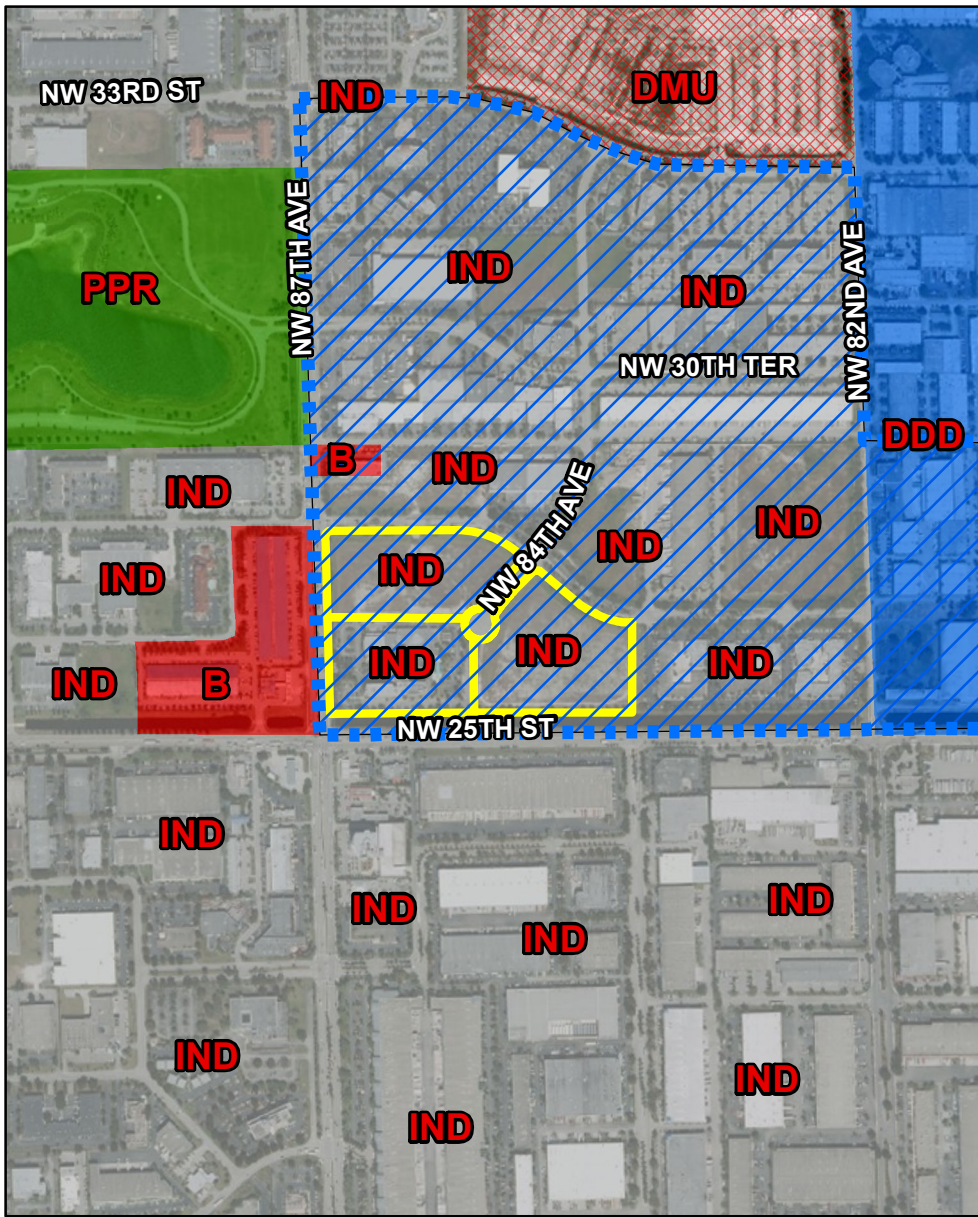 DMU
NW 33RD ST
IND
NW 87TH AVE
PPR
IND
IND
NW 82ND AVE
NW 30TH TER
DDD
B
IND
IND
IND
IND
NW 84TH AVE
IND
IND
IND
IND
IND
IND
IND
B
NW 25TH ST
IND
IND
IND
IND
IND
IND
IND